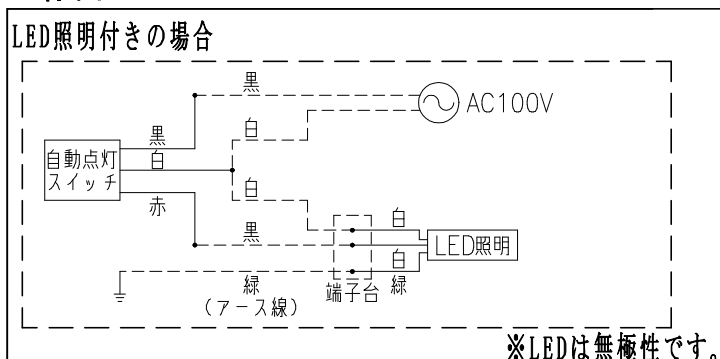 LED照明付きの場合
黒
AC100V
白
黒
白
自動点灯
スイッチ
赤
白
黒
白
白
LED照明
緑
(アース線)
端子台
緑
※LEDは無極性です。